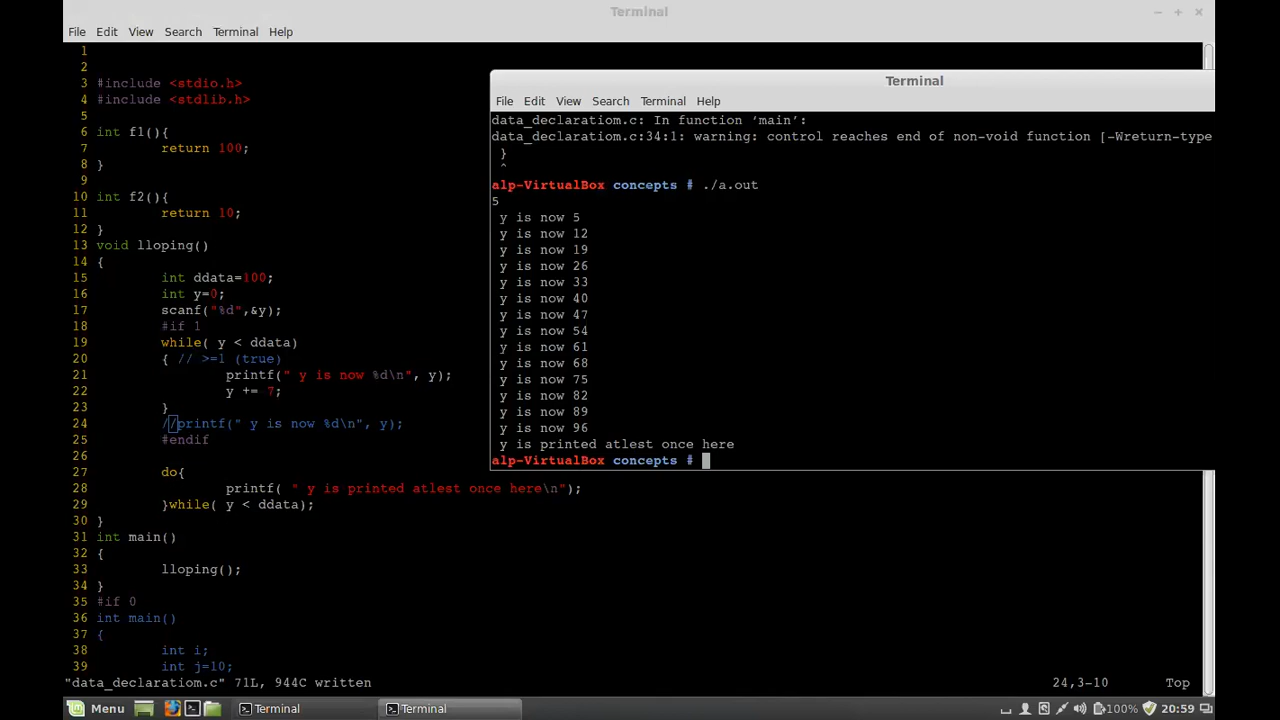 Terminal
File Edit View Search Terminal Help
1
2
3 #include <stdio.h>
4 #include <stdlib.h>
5
6 int f1(){
7 return 100;
8 }
9
10 int f2(){
11 return 10;
12 }
13 void lloping()
14 {
15 int ddata=100;
16 int y=0;
17 scanf("%d",&y);
18 #if 1
19 while( y < ddata)
20 { // >=1 (true)
21 printf(" y is now %d\n", y);
22 y += 7;
23 }
24 //printf(" y is now %d\n", y);
25 #endif
26
27 do{
28 printf( " y is printed atlest once here\n");
29 }while( y < ddata);
30 }
31 int main()
32 {
33 lloping();
34 }
35 #if 0
36 int main()
37 {
38 int i;
39 int j=10;
"data_declaratiom.c" 71L, 944C written 24,3-10 Top
Terminal
File Edit View Search Terminal Help
data_declaratiom.c: In function ‘main’:
data_declaratiom.c:34:1: warning: control reaches end of non-void function [-Wreturn-type
}
^
alp-VirtualBox concepts # ./a.out
5
y is now 5
y is now 12
y is now 19
y is now 26
y is now 33
y is now 40
y is now 47
y is now 54
y is now 61
y is now 68
y is now 75
y is now 82
y is now 89
y is now 96
y is printed atlest once here
alp-VirtualBox concepts #
Menu Terminal Terminal 100% 20:59